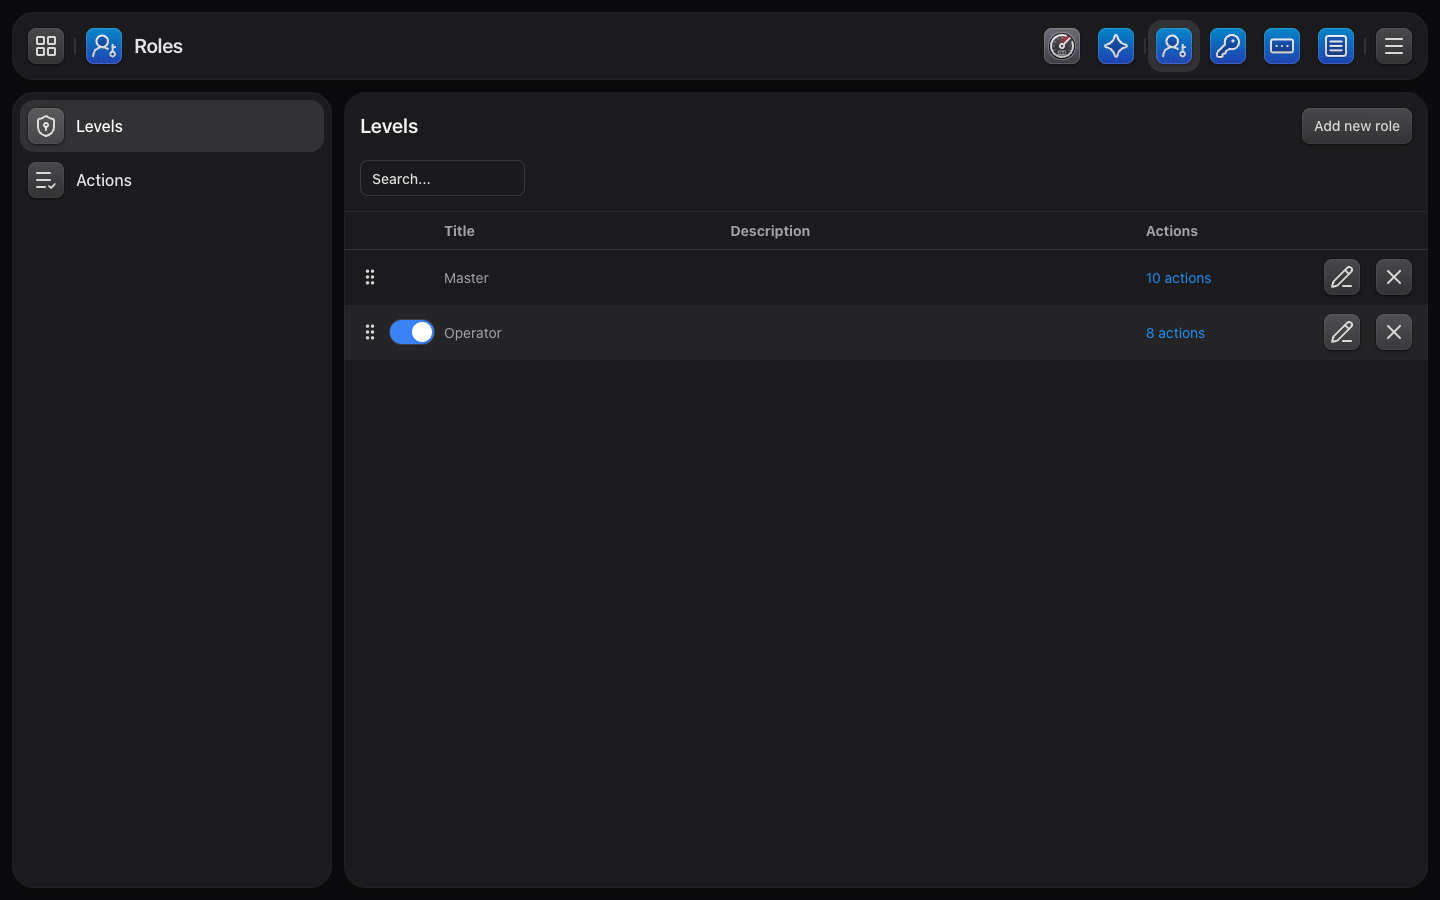 Roles
Levels
Actions
Levels
Add new role
Search...
Title Description Actions
Master 10 actions
Operator 8 actions